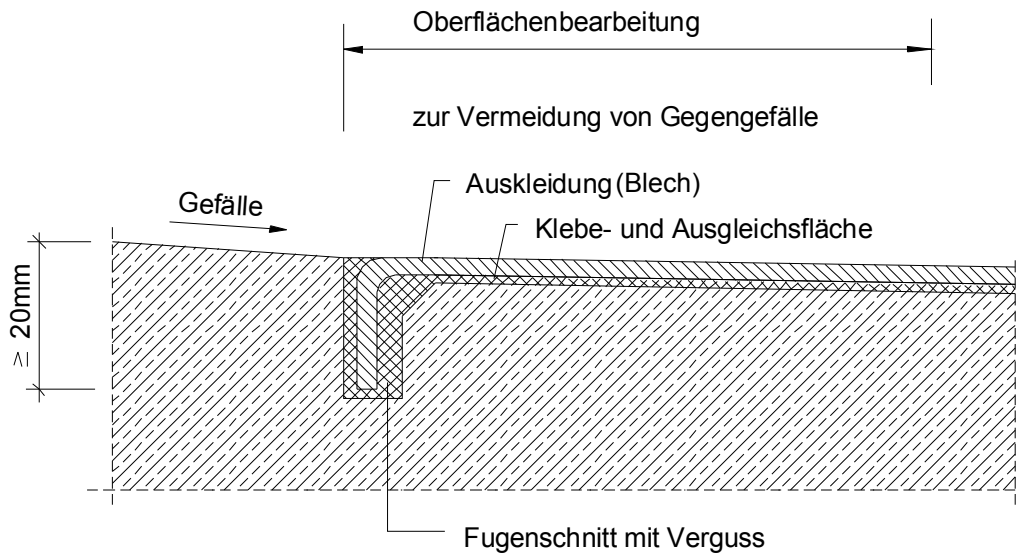 Oberflächenbearbeitung
zur Vermeidung von Gegengefälle
Auskleidung (Blech)
Gefälle
Klebe- und Ausgleichsfläche
≥ 20mm
Fugenschnitt mit Verguss